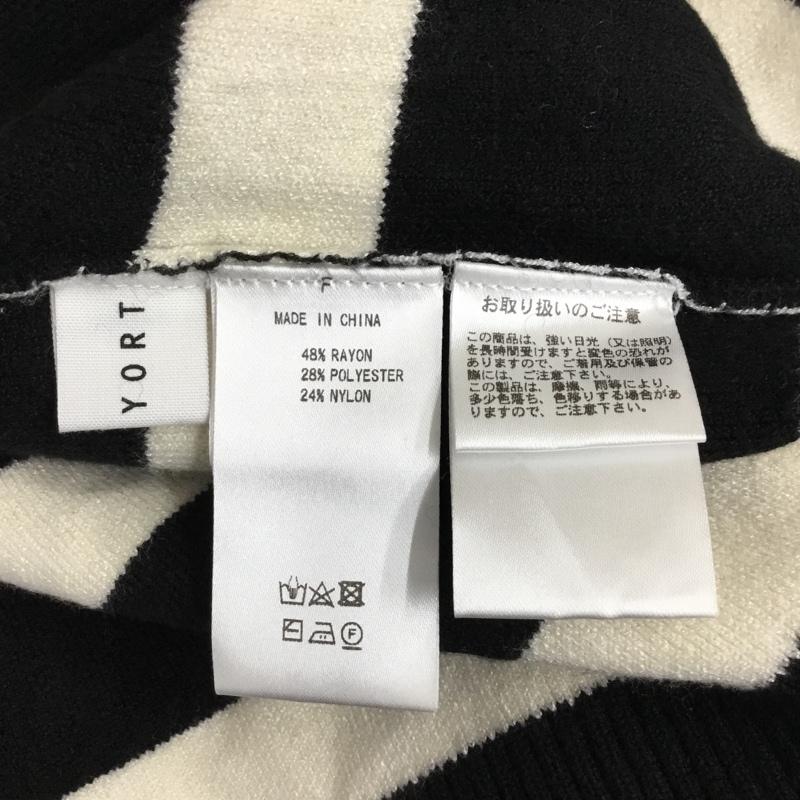 YORT
F
MADE IN CHINA
48% RAYON
28% POLYESTER
24% NYLON
F
お取り扱いのご注意
この商品は、強い日光(又は照明)
を長時間受けますと変色の恐れが
ありますので、ご着用及び保管の
際には、ご注意下さい。
この製品は、摩擦、雨等により、
多少色落ち、色移りする場合があ
りますので、ご注意下さい。